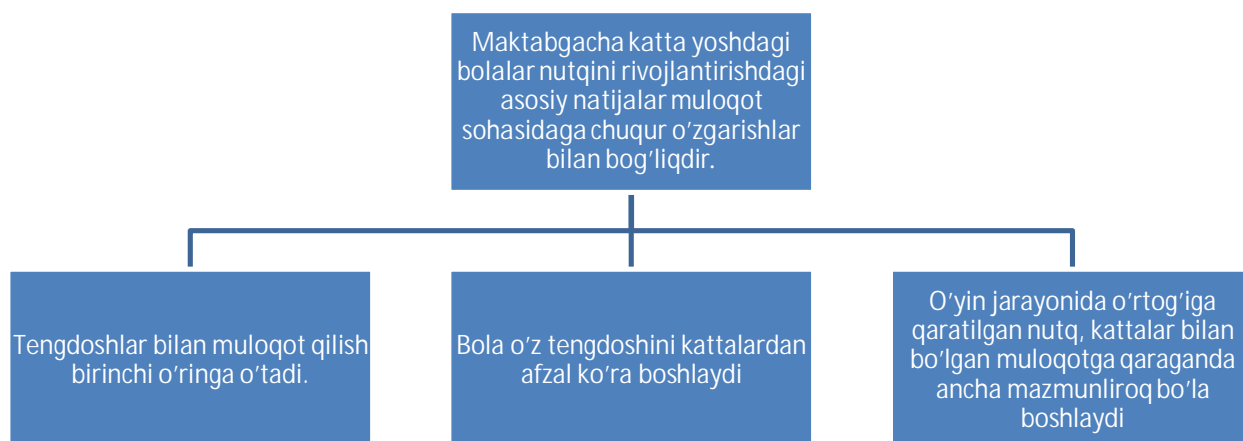 Maktabgacha katta yoshdagi
bolalar nutqini rivojlantirishdagi
asosiy natijalar muloqot
sohasidaga chuqur o'zgarishlar
bilan bog'liqdir.
Tengdoshlar bilan muloqot qilish
birinchi o'ringa o'tadi.
Bola o'z tengdoshini kattalardan
afzal ko'ra boshlaydi
O'yin jarayonida o'rtog'iga
qaratilgan nutq, kattalar bilan
bo'lgan muloqotga qaraganda
ancha mazmunliroq bo'la
boshlaydi